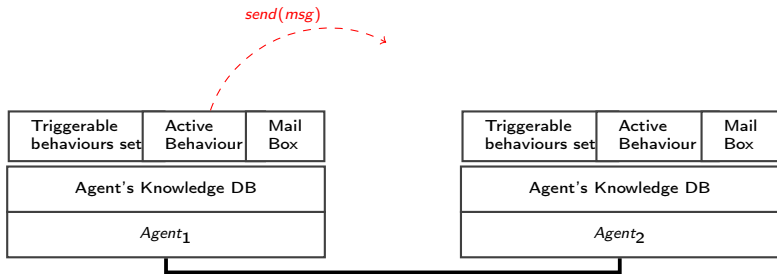 send(msg)
Triggerable
behaviours set
Active
Behaviour
Mail
Box
Agent's Knowledge DB
Agent1
Triggerable
behaviours set
Active
Behaviour
Mail
Box
Agent's Knowledge DB
Agent2